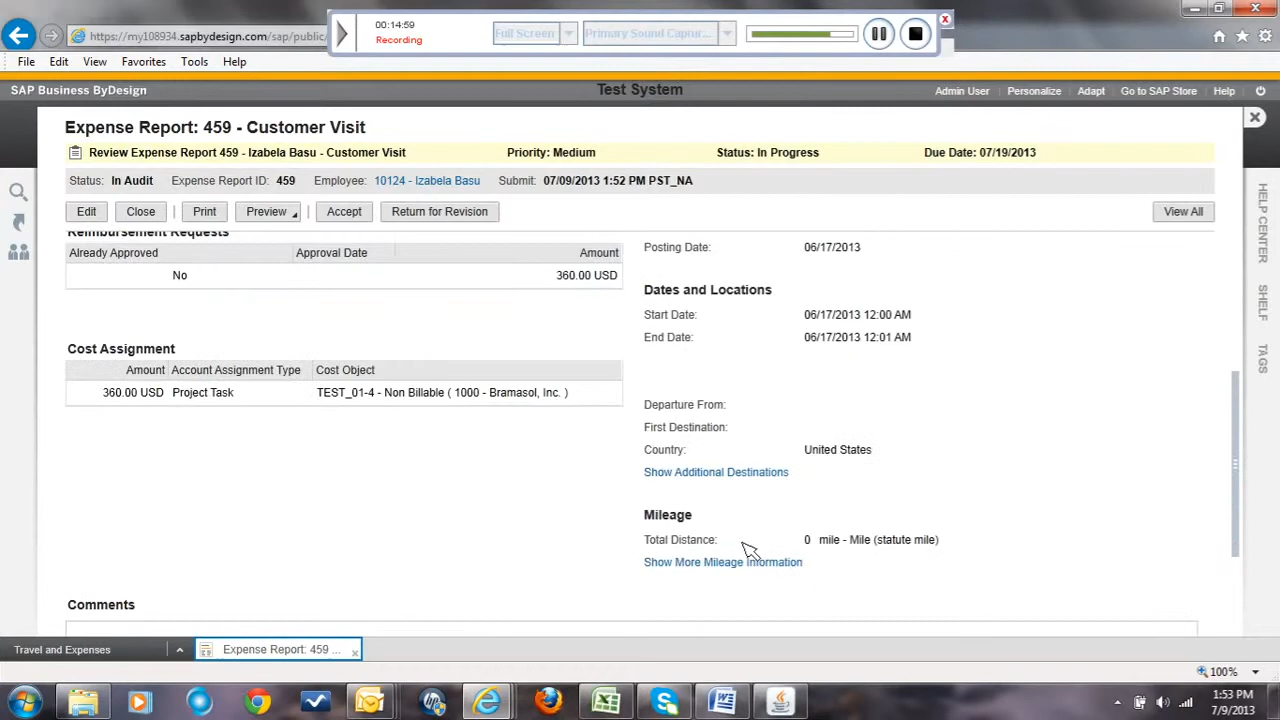 00:14:59
Recording
Full Screen
Primary Sound Captur...
https://my108934.sapbydesign.com/sap/public/
File Edit View Favorites Tools Help
SAP Business ByDesign
Test System
Admin User Personalize Adapt Go to SAP Store Help
Expense Report: 459 - Customer Visit
Review Expense Report 459 - Izabela Basu - Customer Visit Priority: Medium Status: In Progress Due Date: 07/19/2013
Status: In Audit Expense Report ID: 459 Employee: 10124 - Izabela Basu Submit: 07/09/2013 1:52 PM PST_NA
Edit Close Print Preview Accept Return for Revision View All
Reimbursement Requests
Already Approved Approval Date Amount
No 360.00 USD
Cost Assignment
Amount Account Assignment Type Cost Object
360.00 USD Project Task TEST_01-4 - Non Billable ( 1000 - Bramasol, Inc. )
Posting Date: 06/17/2013
Dates and Locations
Start Date: 06/17/2013 12:00 AM
End Date: 06/17/2013 12:01 AM
Departure From:
First Destination:
Country: United States
Show Additional Destinations
Mileage
Total Distance: 0 mile - Mile (statute mile)
Show More Mileage Information
Comments
HELP CENTER
SHELF
TAGS
Travel and Expenses
Expense Report: 459 ...
100%
1:53 PM
7/9/2013